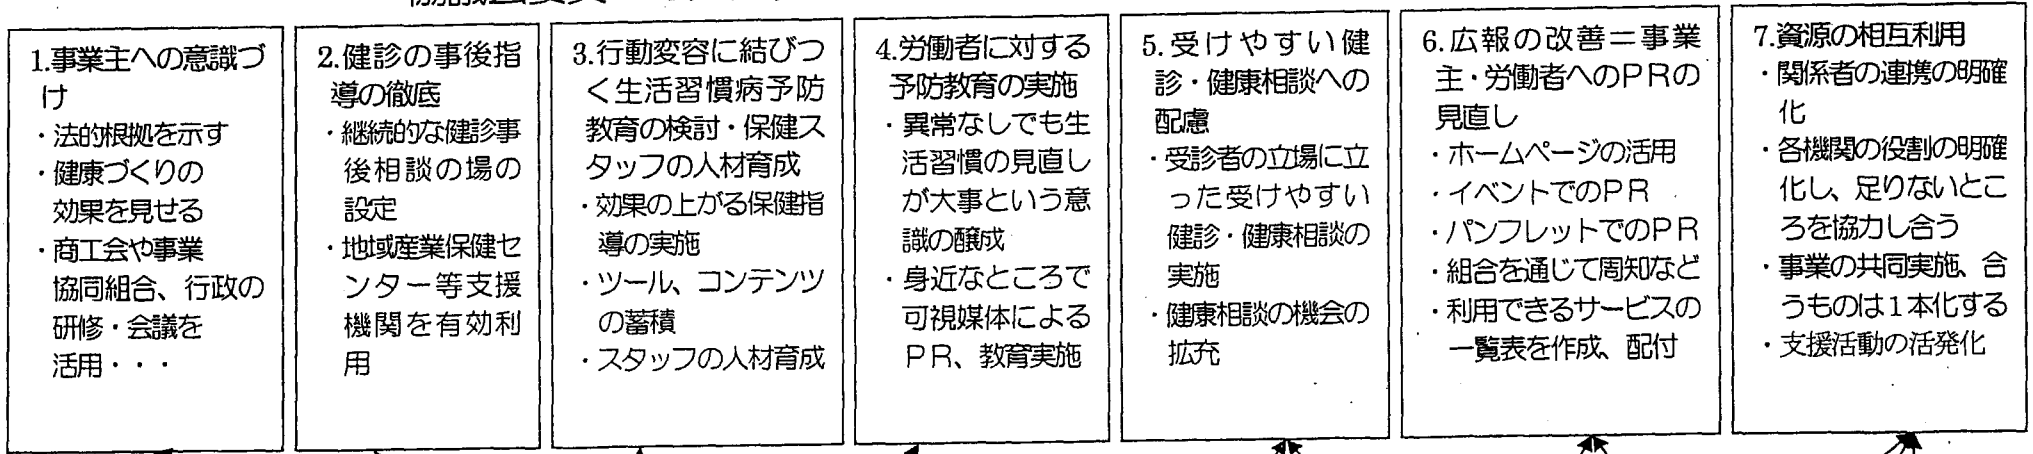 1.事業主への意識づ
け
・法的根拠を示す
・健康づくりの
効果を見せる
・商工会や事業
協同組合、行政の
研修・会議を
活用・・・
2.健診の事後指
導の徹底
・継続的な健診事
後相談の場の
設定
・地域産業保健セ
ンター等支援
機関を有効利
用
3.行動変容に結びつ
く生活習慣病予防
教育の検討・保健ス
タッフの人材育成
・効果の上がる保健指
導の実施
・ツール、コンテンツ
の蓄積
・スタッフの人材育成
4.労働者に対する
予防教育の実施
・異常なしでも生
活習慣の見直し
が大事という意
識の醸成
・身近なところで
可視媒体による
PR、教育実施
5.受けやすい健
診・健康相談への
配慮
・受診者の立場に立
った受けやすい
健診・健康相談の
実施
・健康相談の機会の
拡充
6.広報の改善＝事業
主・労働者へのPRの
見直し
・ホームページの活用
・イベントでのPR
・パンフレットでのPR
・組合を通じて周知など
・利用できるサービスの
一覧表を作成、配付
7.資源の相互利用
・関係者の連携の明確
化
・各機関の役割の明確
化し、足りないとこ
ろを協力し合う
・事業の共同実施、合
うものは1本化する
・支援活動の活発化